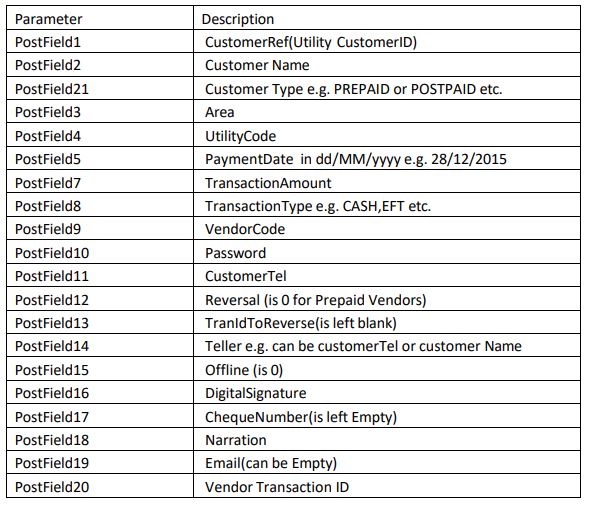 Parameter Description
PostField1 CustomerRef(Utility CustomerID)
PostField2 Customer Name
PostField21 Customer Type e.g. PREPAID or POSTPAID etc.
PostField3 Area
PostField4 UtilityCode
PostField5 PaymentDate in dd/MM/yyyy e.g. 28/12/2015
PostField7 TransactionAmount
PostField8 TransactionType e.g. CASH,EFT etc.
PostField9 VendorCode
PostField10 Password
PostField11 CustomerTel
PostField12 Reversal (is 0 for Prepaid Vendors)
PostField13 TranIdToReverse(is left blank)
PostField14 Teller e.g. can be customerTel or customer Name
PostField15 Offline (is 0)
PostField16 DigitalSignature
PostField17 ChequeNumber(is left Empty)
PostField18 Narration
PostField19 Email(can be Empty)
PostField20 Vendor Transaction ID